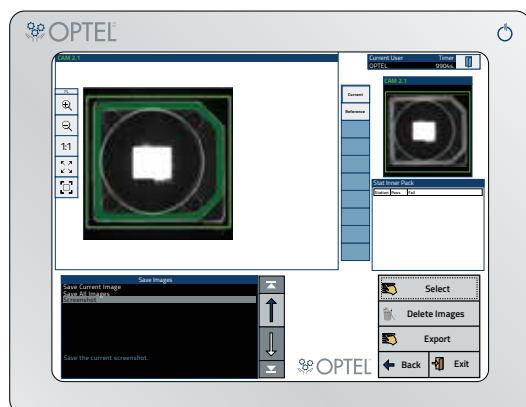 OPTEL
CAM 2.1
Current User Timer
OPTEL 9904s.
CAM 2.1
Current
Reference
1:1
Stat Inner Pack
Station Pass Fail
Save Images
Save Current Image
Save All Images
Screenshot
Save the current screenshot.
Select
Delete Images
Export
Back Exit
OPTEL